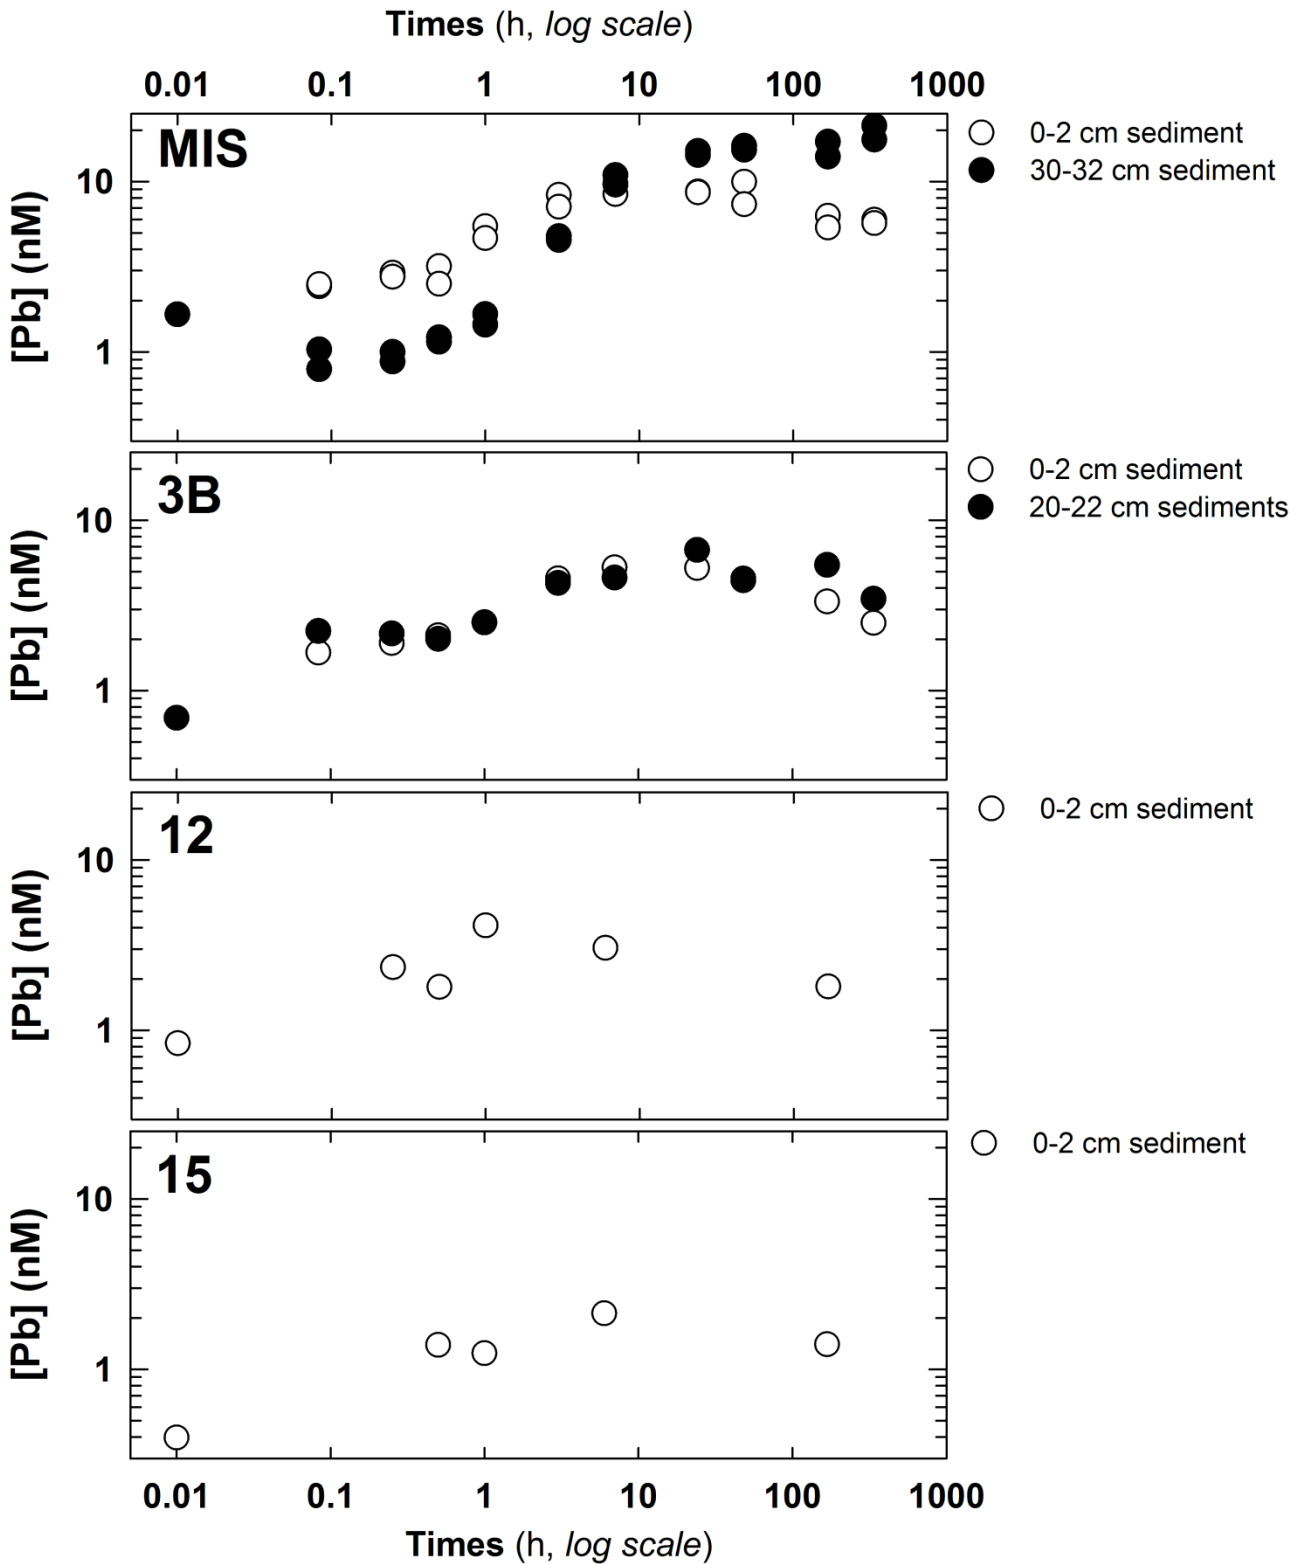 Times (h, log scale)
0.01 0.1 1 10 100 1000
MIS
[Pb] (nM)
10
1
0-2 cm sediment
30-32 cm sediment
3B
[Pb] (nM)
10
1
0-2 cm sediment
20-22 cm sediments
12
[Pb] (nM)
10
1
0-2 cm sediment
15
[Pb] (nM)
10
1
0-2 cm sediment
0.01 0.1 1 10 100 1000
Times (h, log scale)